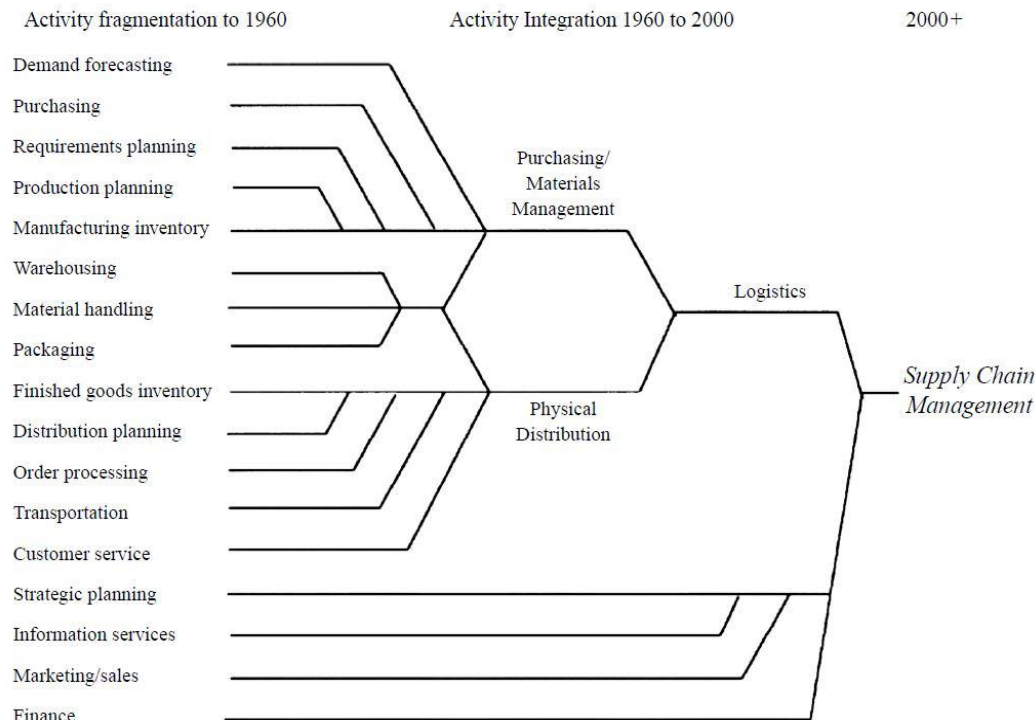 Activity fragmentation to 1960
Activity Integration 1960 to 2000
2000+
Demand forecasting
Purchasing
Requirements planning
Production planning
Manufacturing inventory
Warehousing
Material handling
Packaging
Finished goods inventory
Distribution planning
Order processing
Transportation
Customer service
Strategic planning
Information services
Marketing/sales
Finance
Purchasing/
Materials
Management
Physical
Distribution
Logistics
Supply Chain
Management